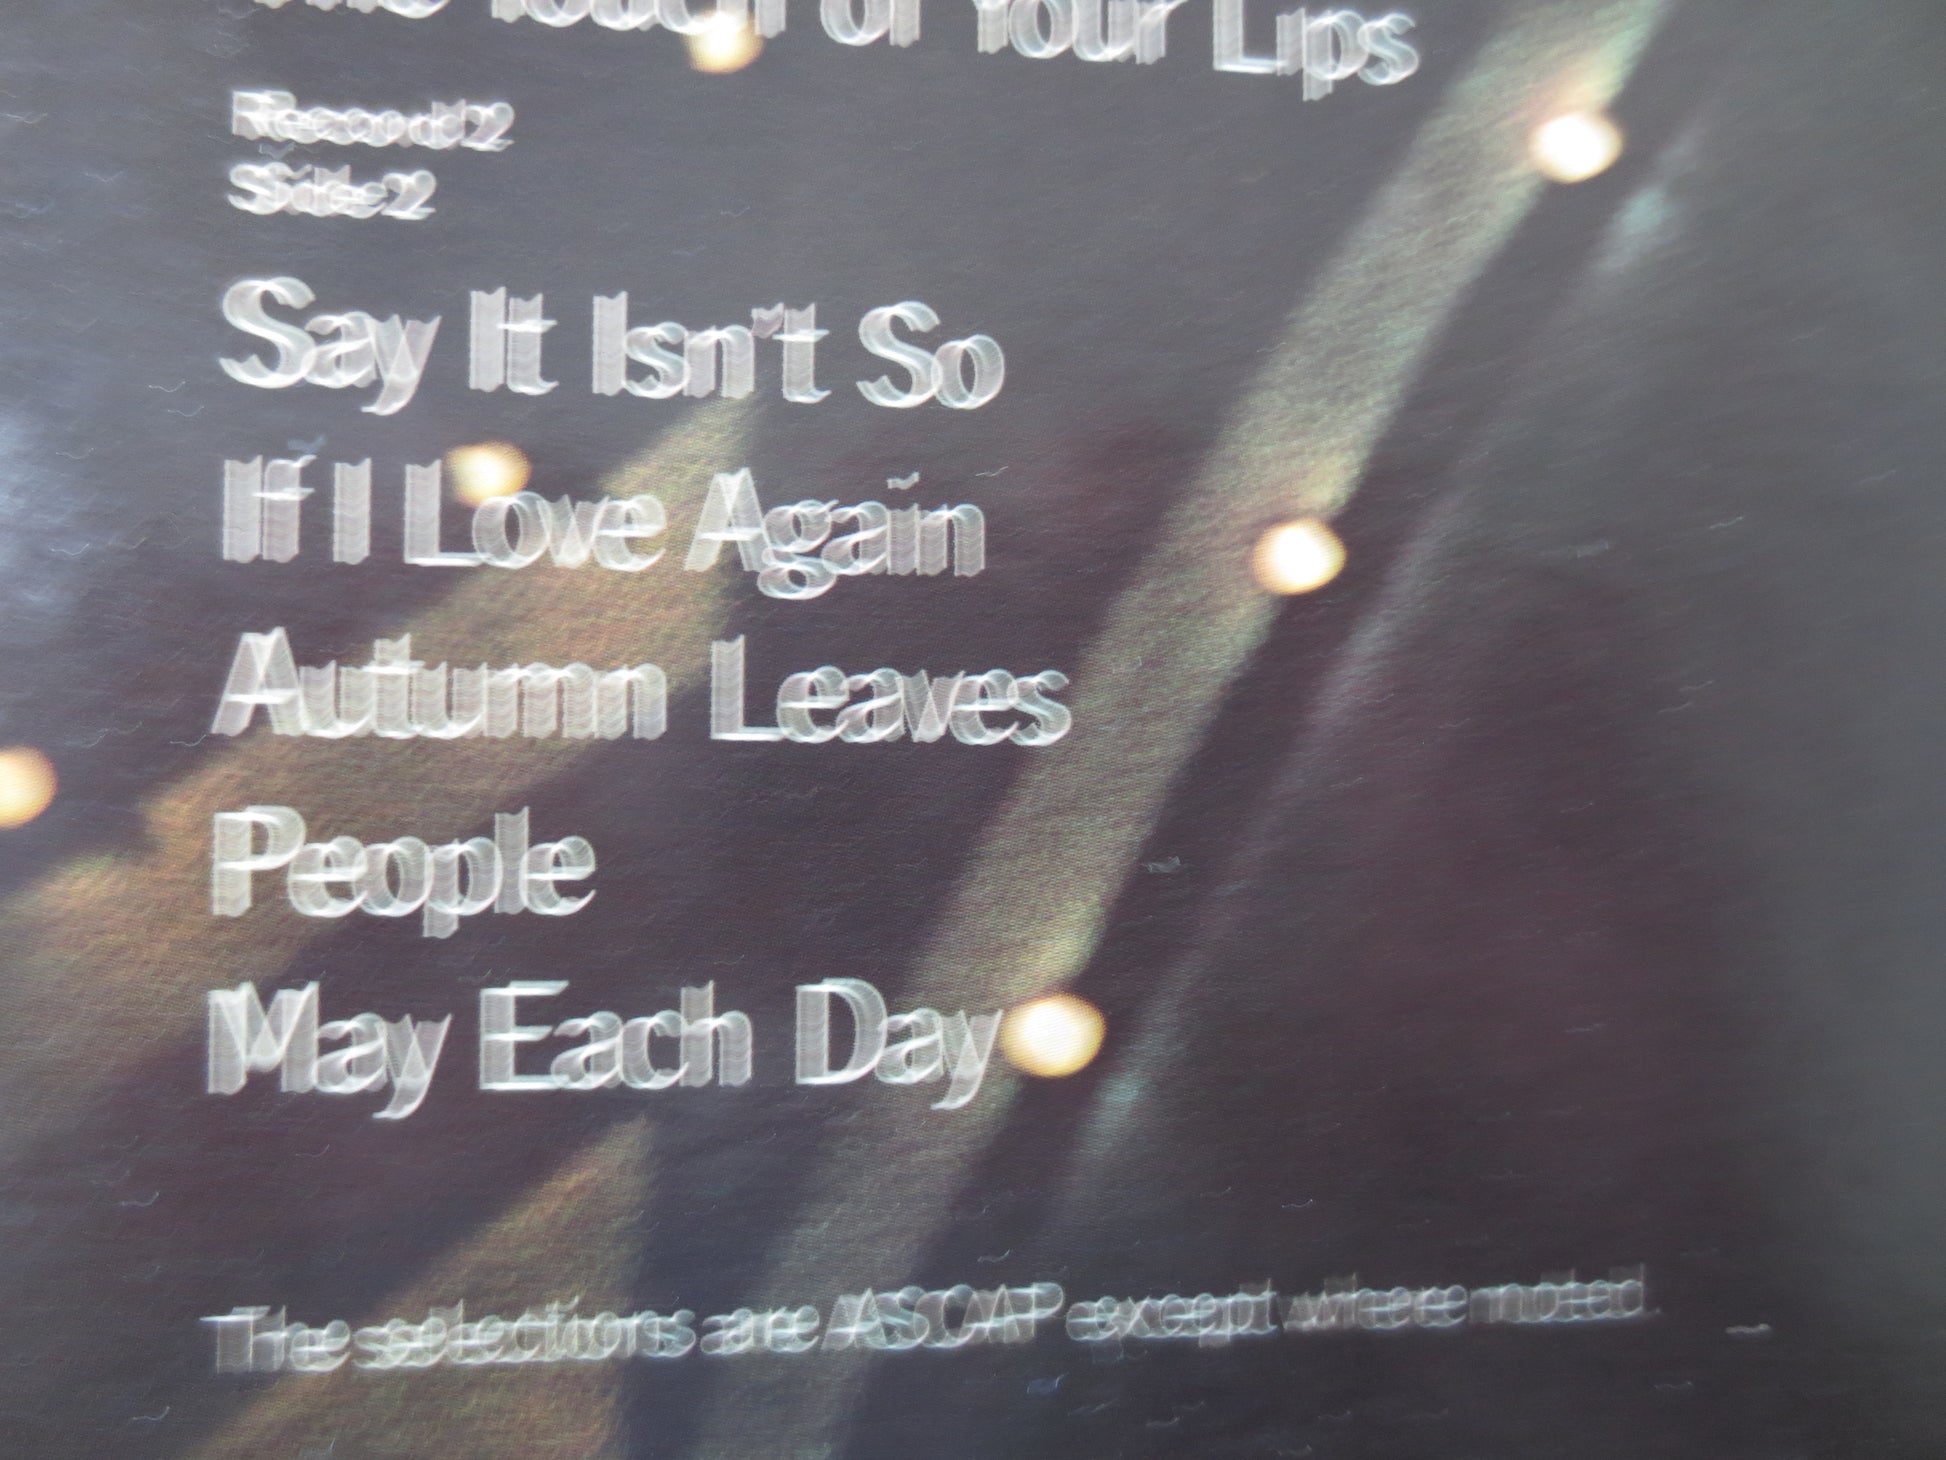 The Touch of Your Lips
Record 2
Side 2
Say It Isn't So
If I Love Again
Autumn Leaves
People
May Each Day
The selections are ASCAP except where noted.